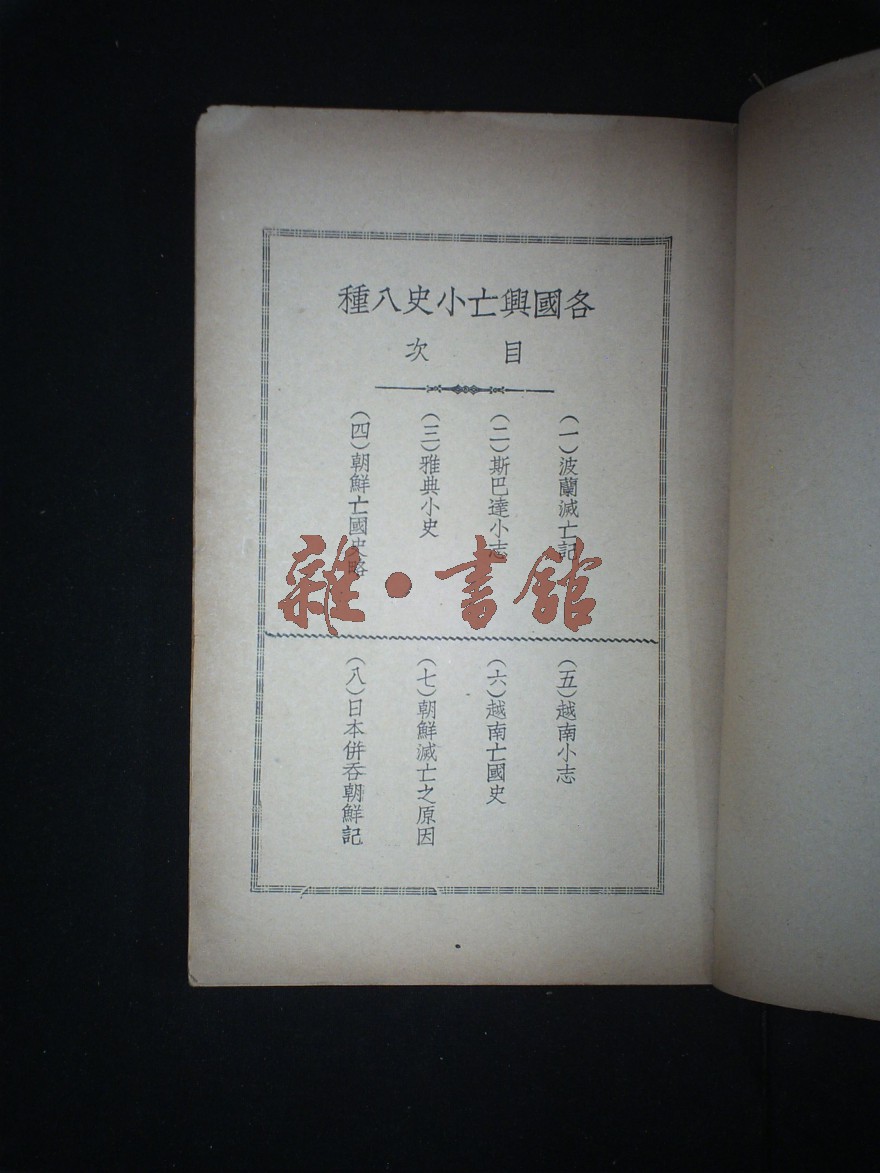 各國興亡小史八種
目次
(一)波蘭滅亡記
(二)斯巴達小志
(三)雅典小史
(四)朝鮮亡國史略
(五)越南小志
(六)越南亡國史
(七)朝鮮滅亡之原因
(八)日本併吞朝鮮記
雜·書館